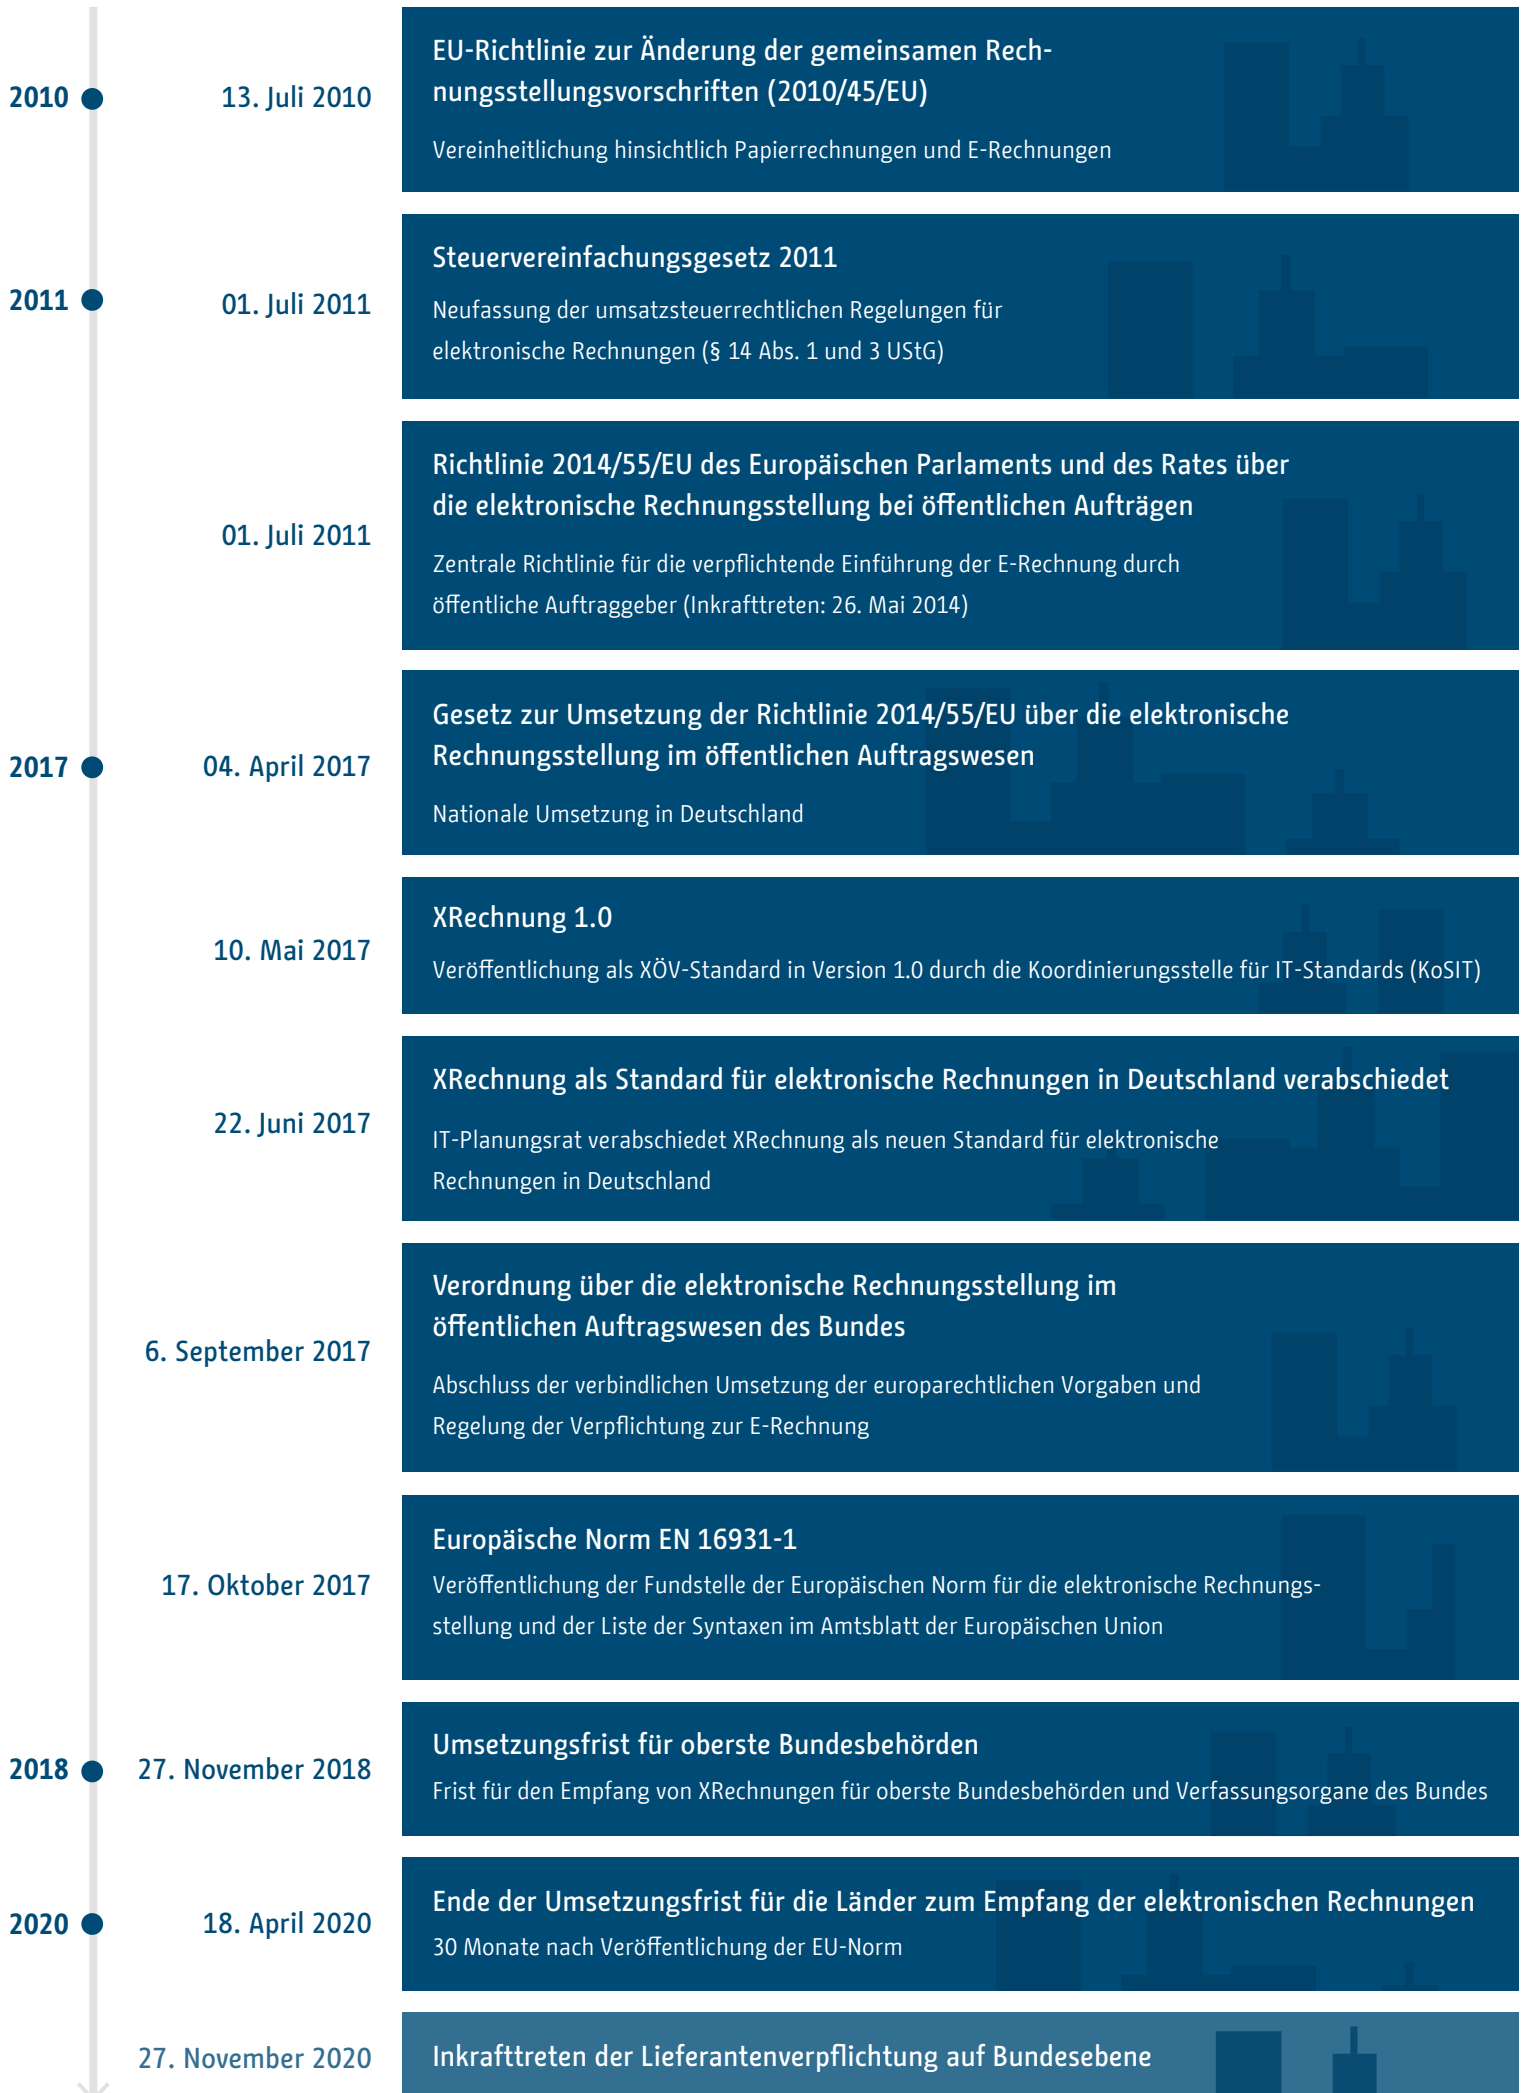 2010
13. Juli 2010
EU-Richtlinie zur Änderung der gemeinsamen Rech-
nungsstellungsvorschriften (2010/45/EU)
Vereinheitlichung hinsichtlich Papierrechnungen und E-Rechnungen
2011
01. Juli 2011
Steuervereinfachungsgesetz 2011
Neufassung der umsatzsteuerrechtlichen Regelungen für
elektronische Rechnungen (§ 14 Abs. 1 und 3 UStG)
01. Juli 2011
Richtlinie 2014/55/EU des Europäischen Parlaments und des Rates über
die elektronische Rechnungsstellung bei öffentlichen Aufträgen
Zentrale Richtlinie für die verpflichtende Einführung der E-Rechnung durch
öffentliche Auftraggeber (Inkrafttreten: 26. Mai 2014)
2017
04. April 2017
Gesetz zur Umsetzung der Richtlinie 2014/55/EU über die elektronische
Rechnungsstellung im öffentlichen Auftragswesen
Nationale Umsetzung in Deutschland
10. Mai 2017
XRechnung 1.0
Veröffentlichung als XÖV-Standard in Version 1.0 durch die Koordinierungsstelle für IT-Standards (KoSIT)
22. Juni 2017
XRechnung als Standard für elektronische Rechnungen in Deutschland verabschiedet
IT-Planungsrat verabschiedet XRechnung als neuen Standard für elektronische
Rechnungen in Deutschland
6. September 2017
Verordnung über die elektronische Rechnungsstellung im
öffentlichen Auftragswesen des Bundes
Abschluss der verbindlichen Umsetzung der europarechtlichen Vorgaben und
Regelung der Verpflichtung zur E-Rechnung
17. Oktober 2017
Europäische Norm EN 16931-1
Veröffentlichung der Fundstelle der Europäischen Norm für die elektronische Rechnungs-
stellung und der Liste der Syntaxen im Amtsblatt der Europäischen Union
2018
27. November 2018
Umsetzungsfrist für oberste Bundesbehörden
Frist für den Empfang von XRechnungen für oberste Bundesbehörden und Verfassungsorgane des Bundes
2020
18. April 2020
Ende der Umsetzungsfrist für die Länder zum Empfang der elektronischen Rechnungen
30 Monate nach Veröffentlichung der EU-Norm
27. November 2020
Inkrafttreten der Lieferantenverpflichtung auf Bundesebene